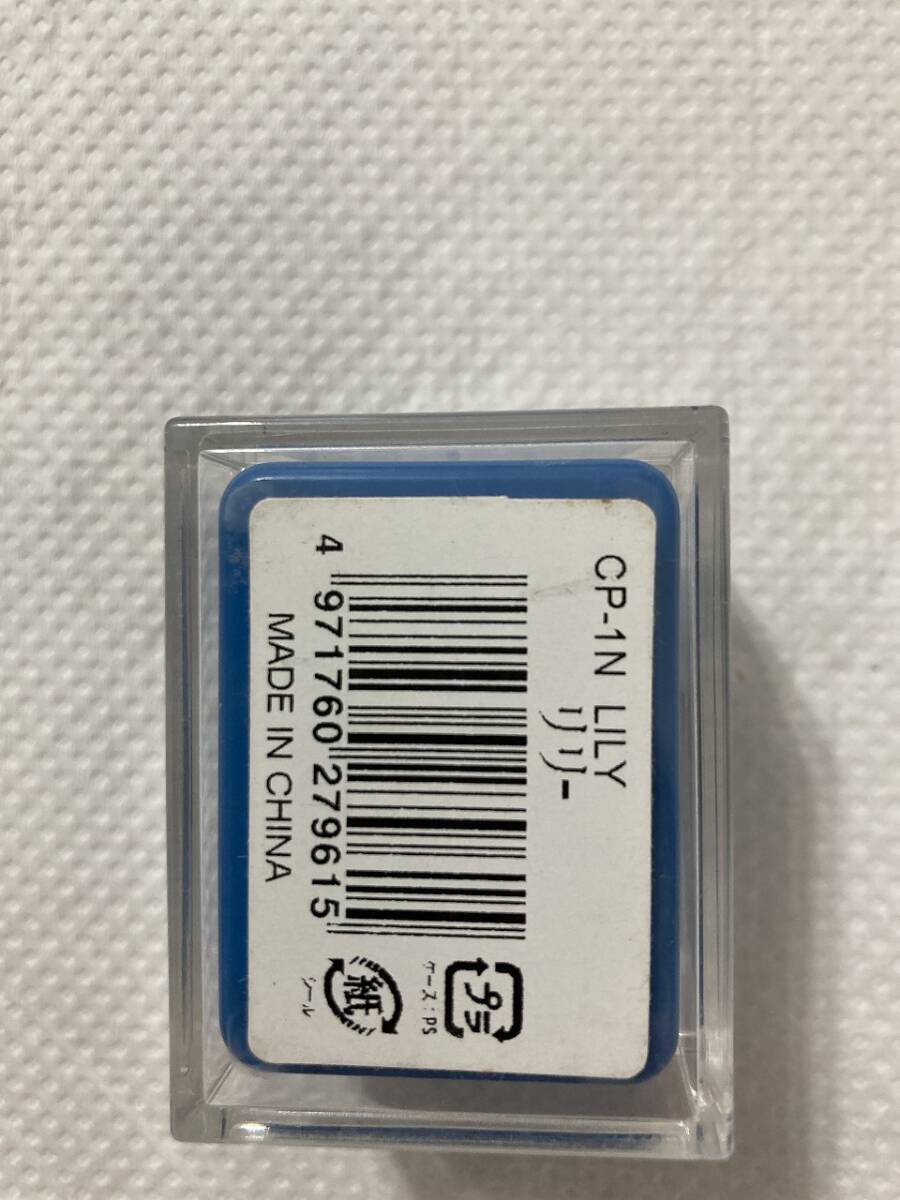 CP-1N LILY
リリー
4 971760 279615
MADE IN CHINA
プラ
ケース：PS
紙
シール